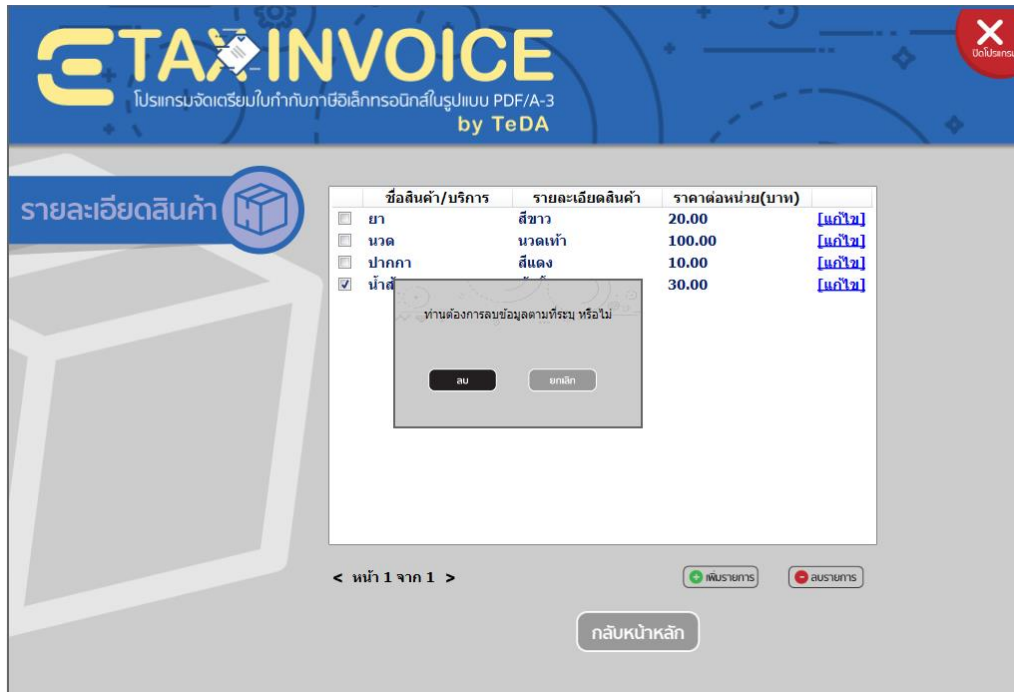 ETAX INVOICE
โปรแกรมจัดเตรียมใบกำกับภาษีอิเล็กทรอนิกส์ในรูปแบบ PDF/A-3
by TeDA
ปิดโปรแกรม
รายละเอียดสินค้า
ชื่อสินค้า/บริการ รายละเอียดสินค้า ราคาต่อหน่วย(บาท)
ยา สีขาว 20.00 [แก้ไข]
นวด นวดเท้า 100.00 [แก้ไข]
ปากกา สีแดง 10.00 [แก้ไข]
30.00 [แก้ไข]
ท่านต้องการลบข้อมูลตามที่ระบุ หรือไม่
ลบ ยกเลิก
< หน้า 1 จาก 1 >
เพิ่มรายการ ลบรายการ
กลับหน้าหลัก